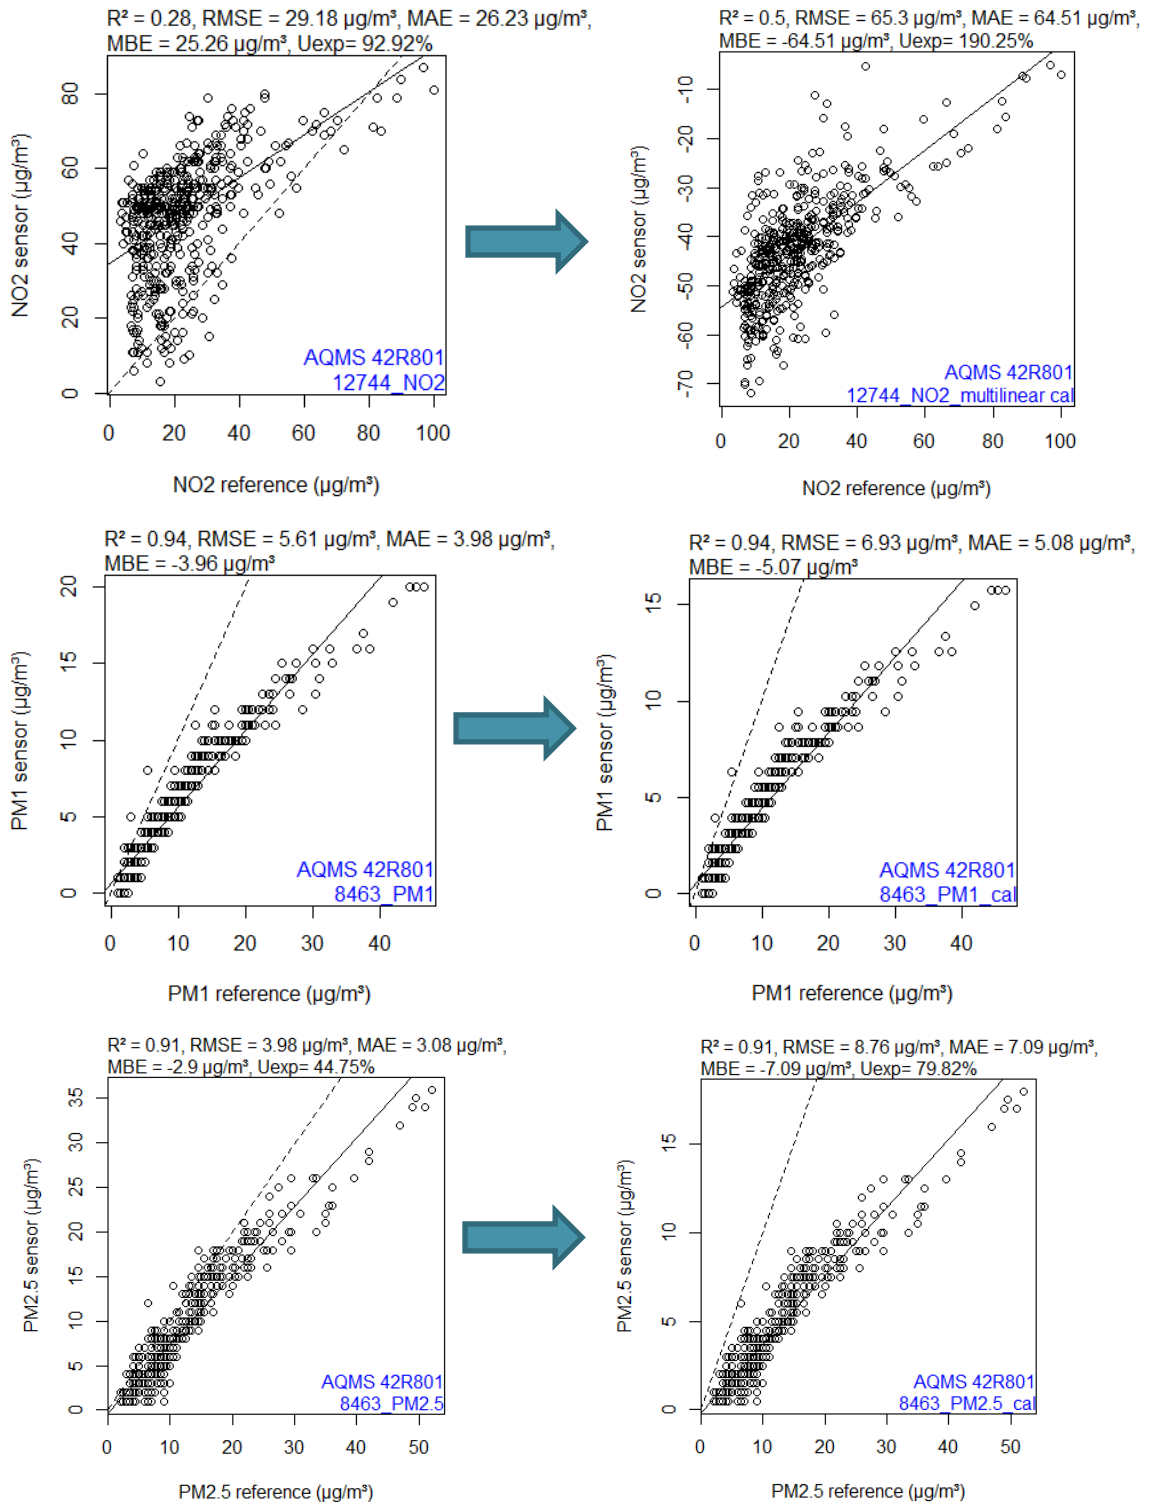 R² = 0.28, RMSE = 29.18 µg/m³, MAE = 26.23 µg/m³,
MBE = 25.26 µg/m³, Uexp= 92.92%
NO2 sensor (µg/m³)
80
60
40
20
0
AQMS 42R801
12744_NO2
0 20 40 60 80 100
NO2 reference (µg/m³)
R² = 0.5, RMSE = 65.3 µg/m³, MAE = 64.51 µg/m³,
MBE = -64.51 µg/m³, Uexp= 190.25%
NO2 sensor (µg/m³)
-10
-20
-30
-40
-50
-60
-70
AQMS 42R801
12744_NO2_multilinear cal
0 20 40 60 80 100
NO2 reference (µg/m³)
R² = 0.94, RMSE = 5.61 µg/m³, MAE = 3.98 µg/m³,
MBE = -3.96 µg/m³
PM1 sensor (µg/m³)
20
15
10
5
0
AQMS 42R801
8463_PM1
0 10 20 30 40
PM1 reference (µg/m³)
R² = 0.94, RMSE = 6.93 µg/m³, MAE = 5.08 µg/m³,
MBE = -5.07 µg/m³
PM1 sensor (µg/m³)
15
10
5
0
AQMS 42R801
8463_PM1_cal
0 10 20 30 40
PM1 reference (µg/m³)
R² = 0.91, RMSE = 3.98 µg/m³, MAE = 3.08 µg/m³,
MBE = -2.9 µg/m³, Uexp= 44.75%
PM2.5 sensor (µg/m³)
35
30
25
20
15
10
5
0
AQMS 42R801
8463_PM2.5
0 10 20 30 40 50
PM2.5 reference (µg/m³)
R² = 0.91, RMSE = 8.76 µg/m³, MAE = 7.09 µg/m³,
MBE = -7.09 µg/m³, Uexp= 79.82%
PM2.5 sensor (µg/m³)
15
10
5
0
AQMS 42R801
8463_PM2.5_cal
0 10 20 30 40 50
PM2.5 reference (µg/m³)